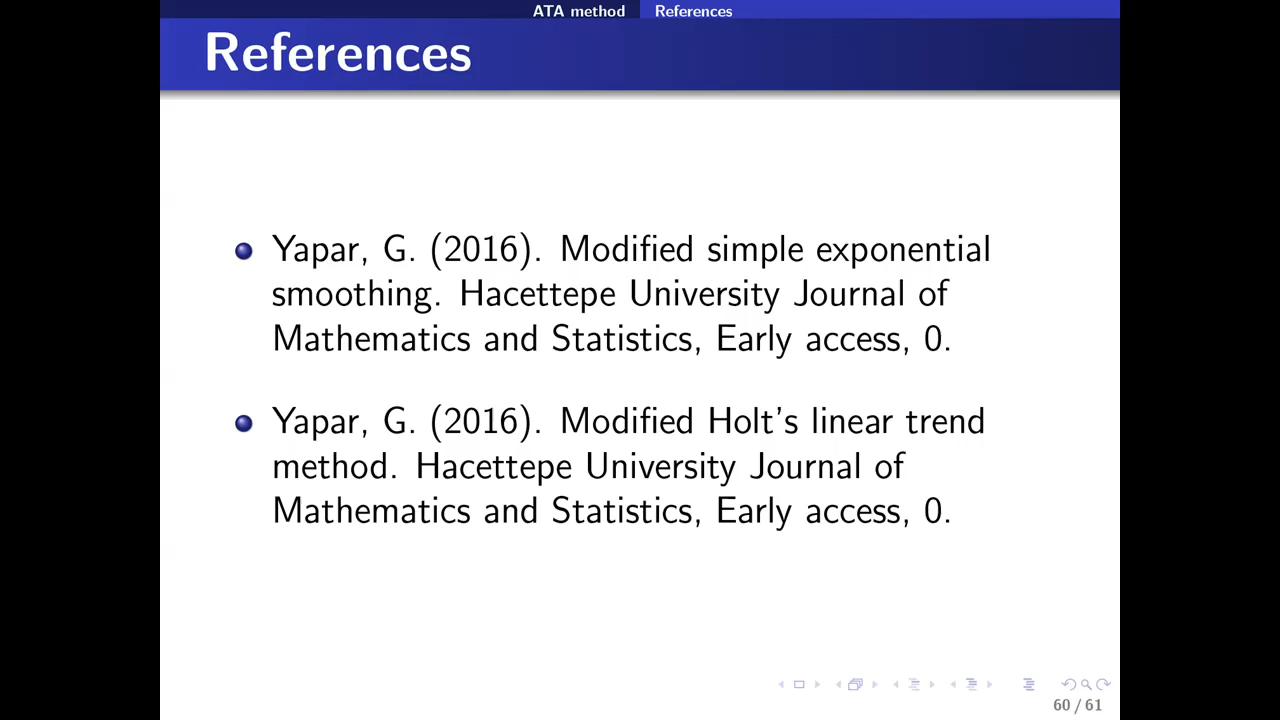 ATA method References
References
Yapar, G. (2016). Modified simple exponential
smoothing. Hacettepe University Journal of
Mathematics and Statistics, Early access, 0.
Yapar, G. (2016). Modified Holt's linear trend
method. Hacettepe University Journal of
Mathematics and Statistics, Early access, 0.
60 / 61